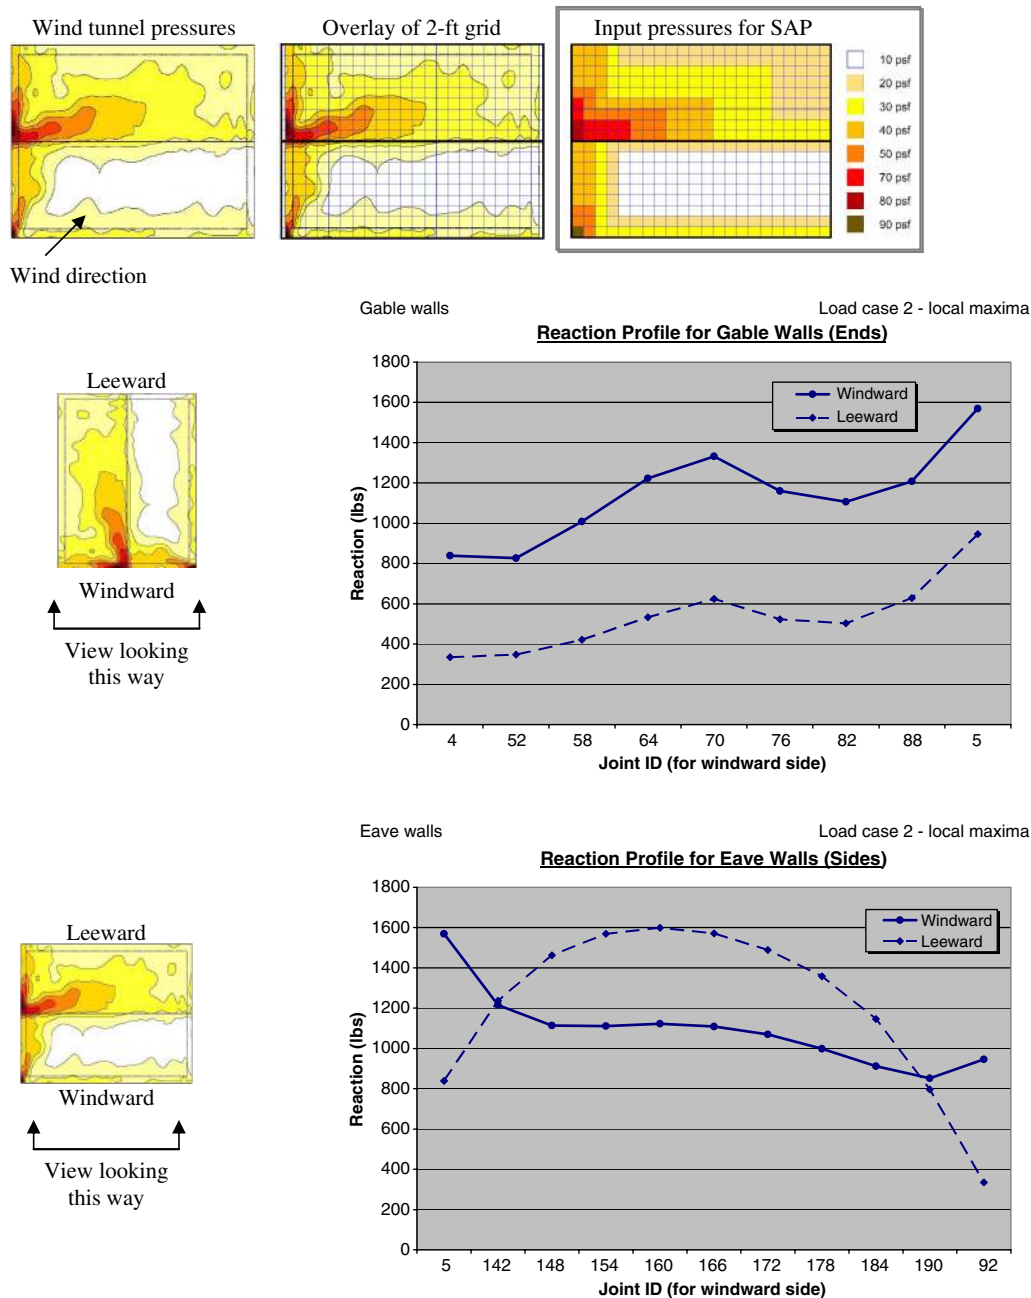 Wind tunnel pressures
Overlay of 2-ft grid
Input pressures for SAP
10 psf
20 psf
30 psf
40 psf
50 psf
70 psf
80 psf
90 psf
Wind direction
Gable walls
Load case 2 - local maxima
Reaction Profile for Gable Walls (Ends)
Leeward
Windward
View looking
this way
Reaction (lbs)
1800
1600
1400
1200
1000
800
600
400
200
0
Windward
Leeward
4 52 58 64 70 76 82 88 5
Joint ID (for windward side)
Eave walls
Load case 2 - local maxima
Reaction Profile for Eave Walls (Sides)
Leeward
Windward
View looking
this way
Reaction (lbs)
1800
1600
1400
1200
1000
800
600
400
200
0
Windward
Leeward
5 142 148 154 160 166 172 178 184 190 92
Joint ID (for windward side)